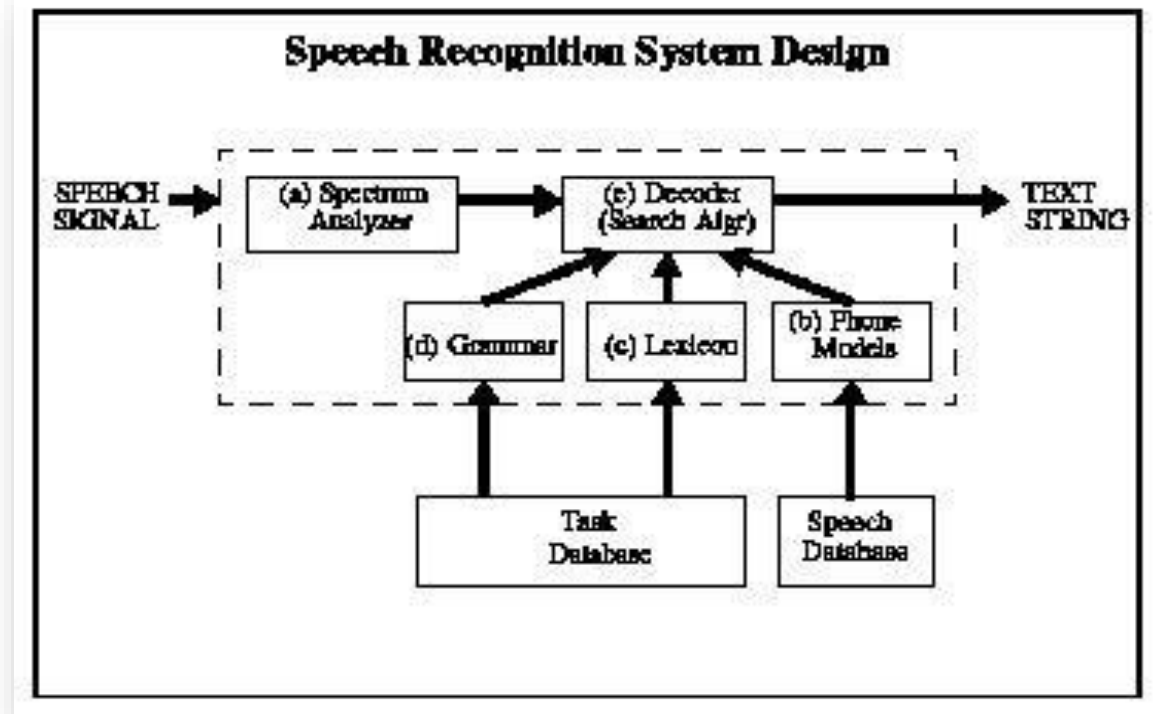 Speech Recognition System Design
SPEECH
SIGNAL
(a) Spectrum
Analyzer
(e) Decoder
(Search Algr)
TEXT
STRING
(d) Grammar
(c) Lexicon
(b) Phone
Models
Task
Database
Speech
Database